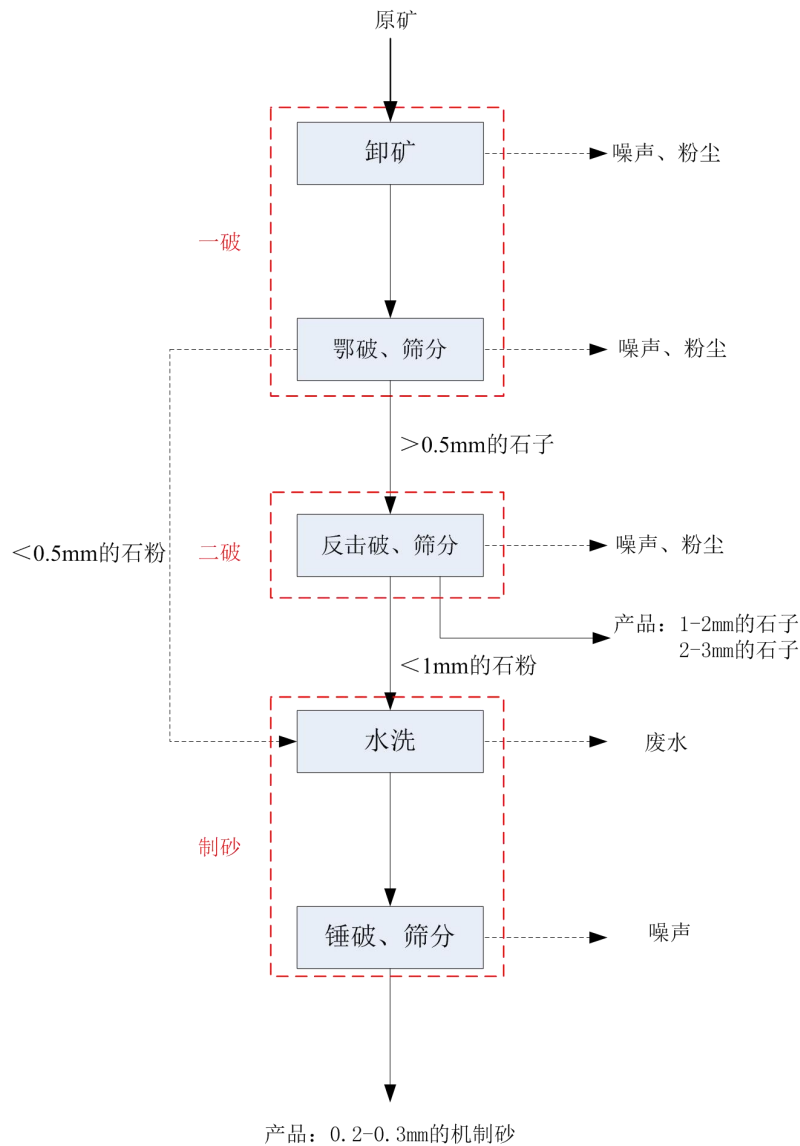 原矿
卸矿
噪声、粉尘
一破
鄂破、筛分
噪声、粉尘
＞0.5mm的石子
＜0.5mm的石粉
二破
反击破、筛分
噪声、粉尘
产品：1-2mm的石子
2-3mm的石子
＜1mm的石粉
水洗
废水
制砂
锤破、筛分
噪声
产品：0.2-0.3mm的机制砂